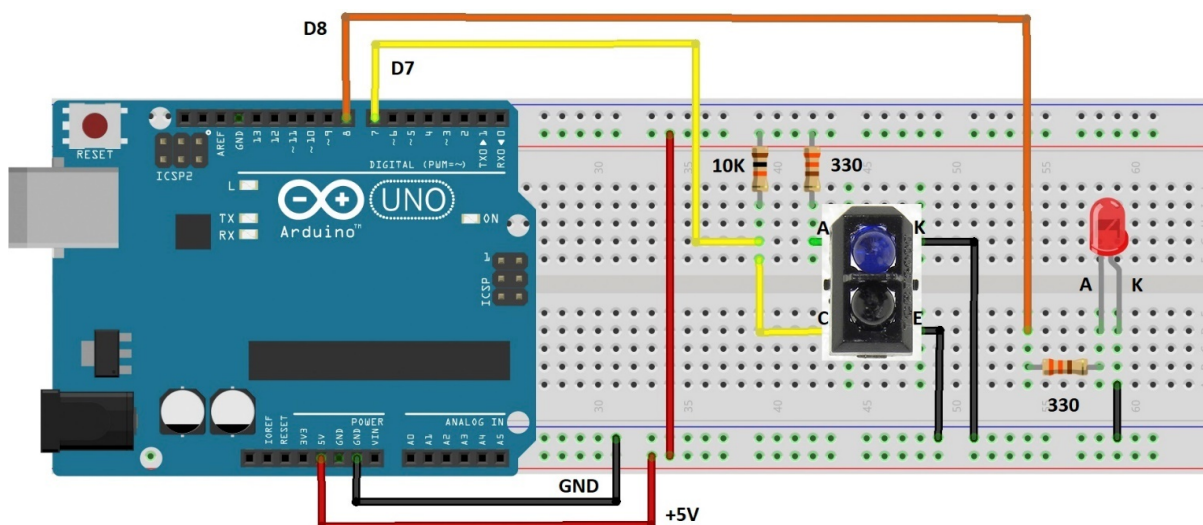 D8
D7
RESET
ICSP2
AREF
GND
13
12
~11
~10
~9
8
7
~6
~5
4
~3
2
TX0 ▶ 1
RX0 ◀ 0
DIGITAL (PWM=~)
L
TX
RX
Arduino™
UNO
ON
1
ICSP
10K
330
A
K
C
E
A
K
330
30
35
40
45
50
55
60
30
35
40
45
50
55
60
IOREF
RESET
3V3
5V
GND
GND
VIN
POWER
ANALOG IN
A0
A1
A2
A3
A4
A5
GND
+5V